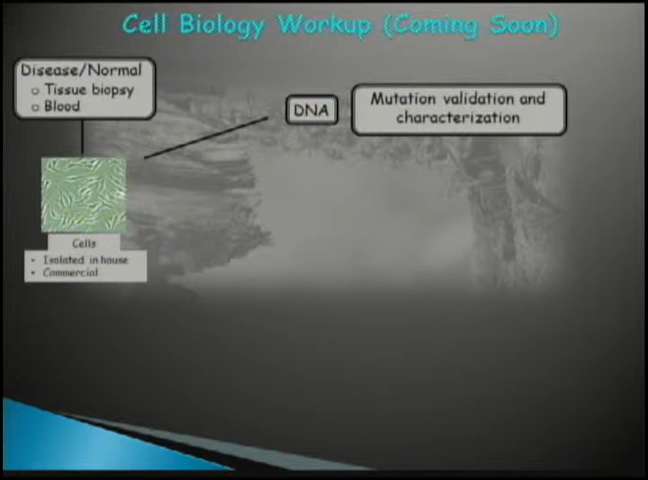 Cell Biology Workup (Coming Soon)
Disease/Normal
o Tissue biopsy
o Blood
DNA
Mutation validation and
characterization
Cells
• Isolated in house
• Commercial